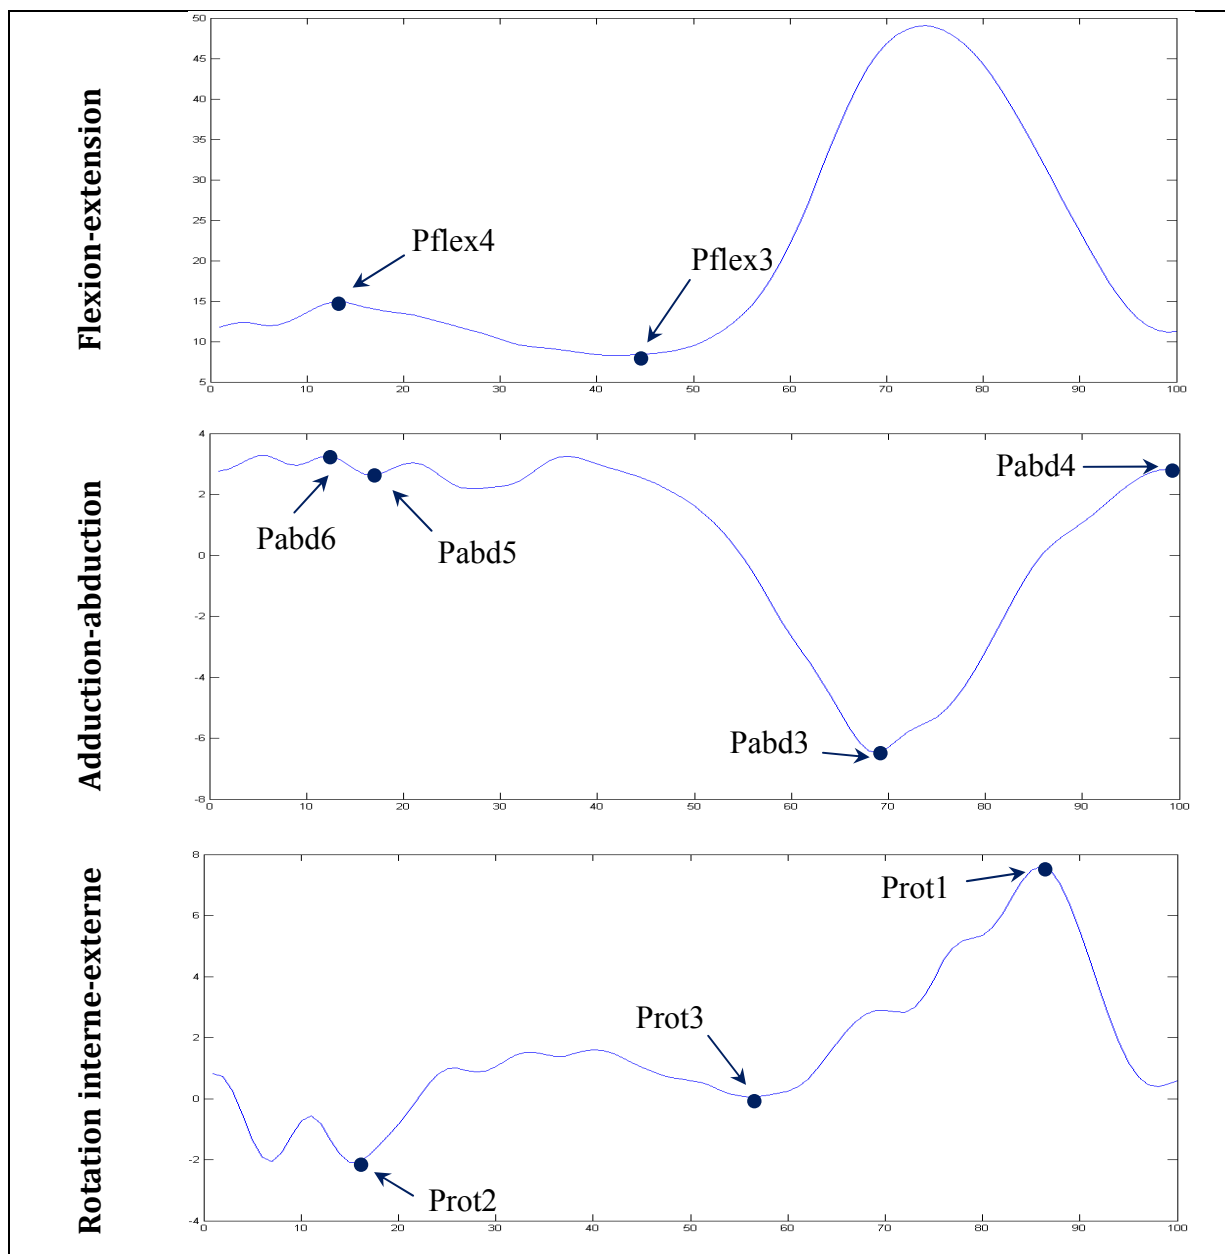 Flexion-extension
50
45
40
35
30
25
20
15
10
5
Pflex4
Pflex3
0 10 20 30 40 50 60 70 80 90 100
Adduction-abduction
4
2
0
-2
-4
-6
-8
Pabd6
Pabd5
Pabd4
Pabd3
0 10 20 30 40 50 60 70 80 90 100
Rotation interne-externe
8
6
4
2
0
-2
-4
Prot1
Prot3
Prot2
0 10 20 30 40 50 60 70 80 90 100